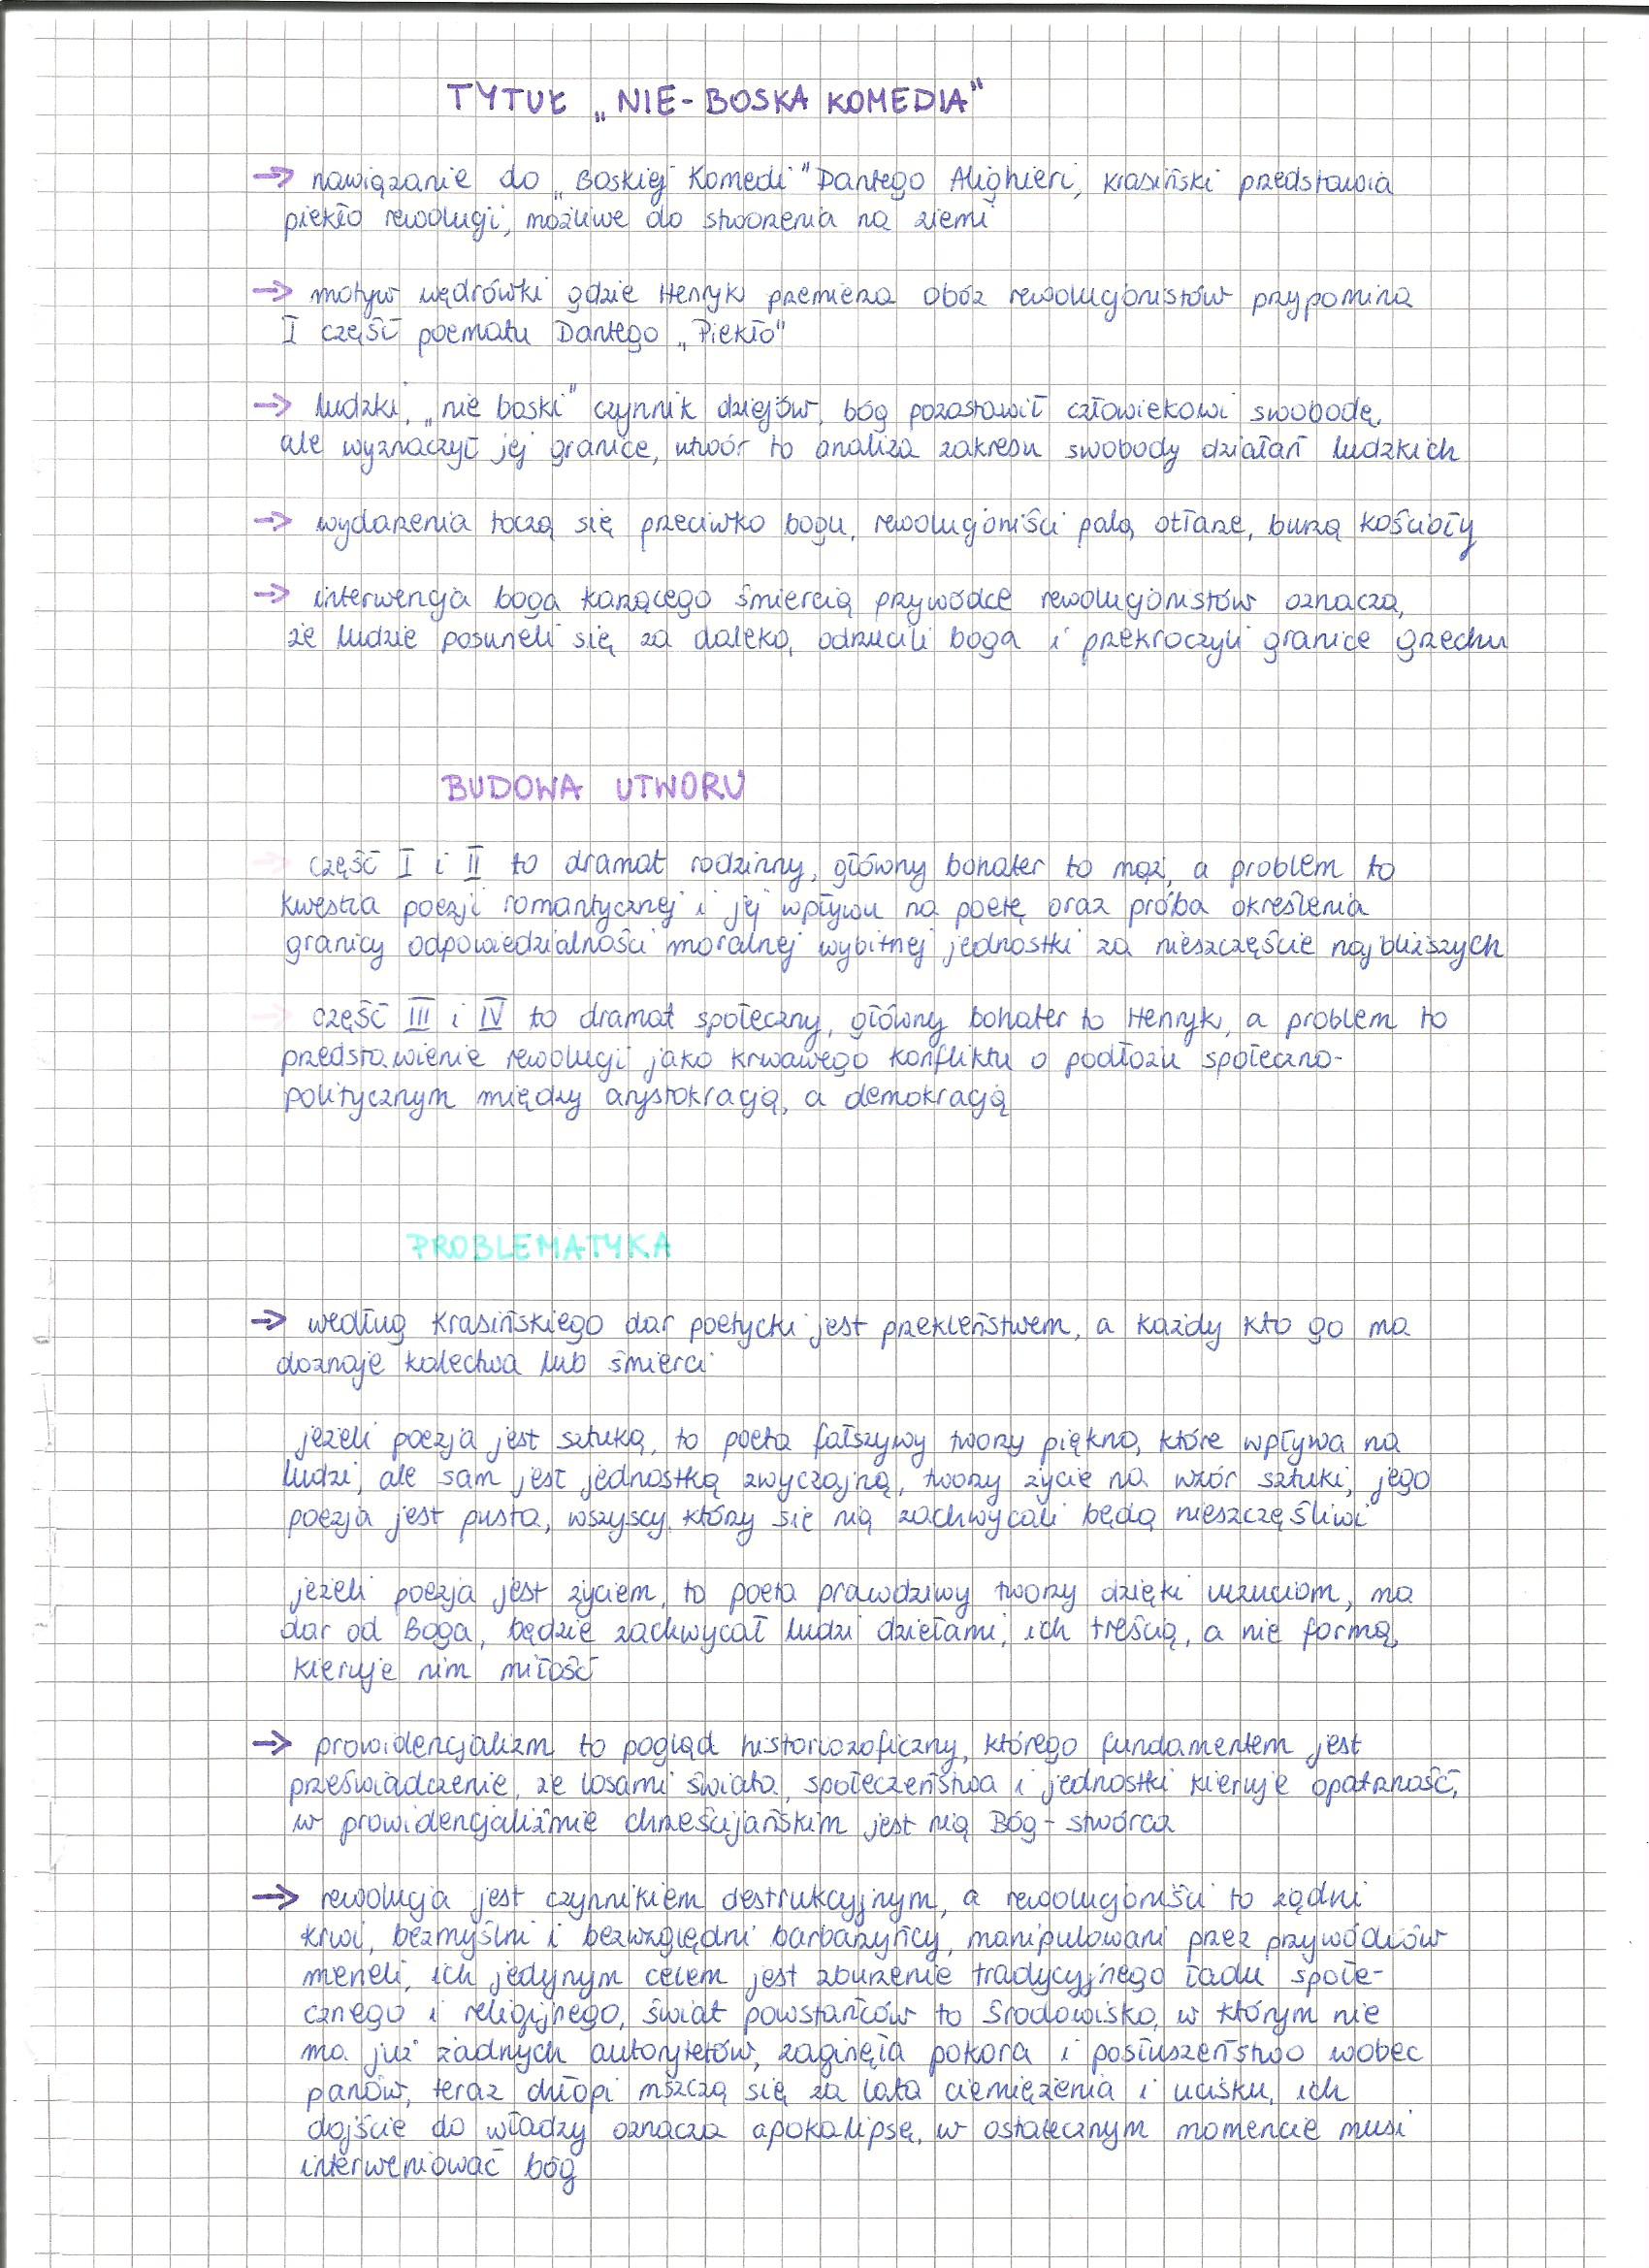 TYTUŁ „NIE-BOSKA KOMEDIA"
→ nawiązanie do „Boskiej Komedi" Dantego Alighieri, Krasiński przedstawia
piekło rewolucji, możliwe do stworzenia na ziemi
→ motyw wędrówki gdzie Henryk przemierza obóz rewolucjonistów przypomina
I część poematu Dantego „Piekło"
→ ludzki, „nie boski" czynnik dziejów, bóg pozostawił człowiekowi swobodę,
ale wyznaczył jej granice, utwór to analiza zakresu swobody działań ludzkich
→ wydarzenia toczą się przeciwko bogu, rewolucjoniści palą ołtarze, burzą kościoły
→ interwencja boga karzącego śmiercią przywódce rewolucjonistów oznacza,
że ludzie posuneli się za daleko, odrzucili boga i przekroczyli granice grzechu
BUDOWA UTWORU
→ część I i II to dramat rodzinny, główny bohater to mąż, a problem to
kwestia poezji romantycznej i jej wpływu na poetę oraz próba określenia
granicy odpowiedzialności moralnej wybitnej jednostki za nieszczęście najbliższych
→ część III i IV to dramat społeczny, główny bohater to Henryk, a problem to
przedstawienie rewolucji jako krwawego konfliktu o podłożu społeczno-
politycznym między arystokracją, a demokracją
PROBLEMATYKA
→ według Krasińskiego dar poetycki jest przekleństwem, a każdy kto go ma
doznaje kalectwa lub śmierci
jeżeli poezja jest sztuką, to poeta fałszywy tworzy piękno, które wpływa na
ludzi, ale sam jest jednostką zwyczajną, tworzy życie na wzór sztuki, jego
poezja jest pusta, wszyscy, którzy się nią zachwycali będą nieszczęśliwi
jeżeli poezja jest życiem, to poeta prawdziwy tworzy dzięki uczuciom, ma
dar od Boga, będzie zachwycał ludzi dziełami, ich treścią, a nie formą,
kieruje nim miłość
→ prowidencjalizm to pogląd historiozoficzny, którego fundamentem jest
przeświadczenie, że losami świata, społeczeństwa i jednostki kieruje opatrzność,
w prowidencjaliźmie chrześcijańskim jest nią Bóg - stwórca
→ rewolucja jest czynnikiem destrukcyjnym, a rewolucjoniści to żądni
krwi, bezmyślni i bezwzględni barbarzyńcy, manipulowani przez przywódców
meneli, ich jedynym celem jest zburzenie tradycyjnego ładu społe-
cznego i religijnego, świat powstańców to środowisko, w którym nie
ma już żadnych autorytetów, zaginęła pokora i posłuszeństwo wobec
panów, teraz chłopi mszczą się za lata ciemiężenia i ucisku, ich
dojście do władzy oznacza apokalipsę, w ostatecznym momencie musi
interweniować bóg